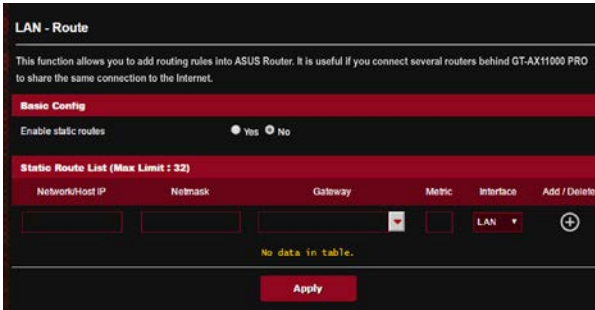 LAN - Route
This function allows you to add routing rules into ASUS Router. It is useful if you connect several routers behind GT-AX11000 PRO
to share the same connection to the Internet.
Basic Config
Enable static routes Yes No
Static Route List (Max Limit : 32)
Network/Host IP Netmask Gateway Metric Interface Add / Delete
LAN
No data in table.
Apply